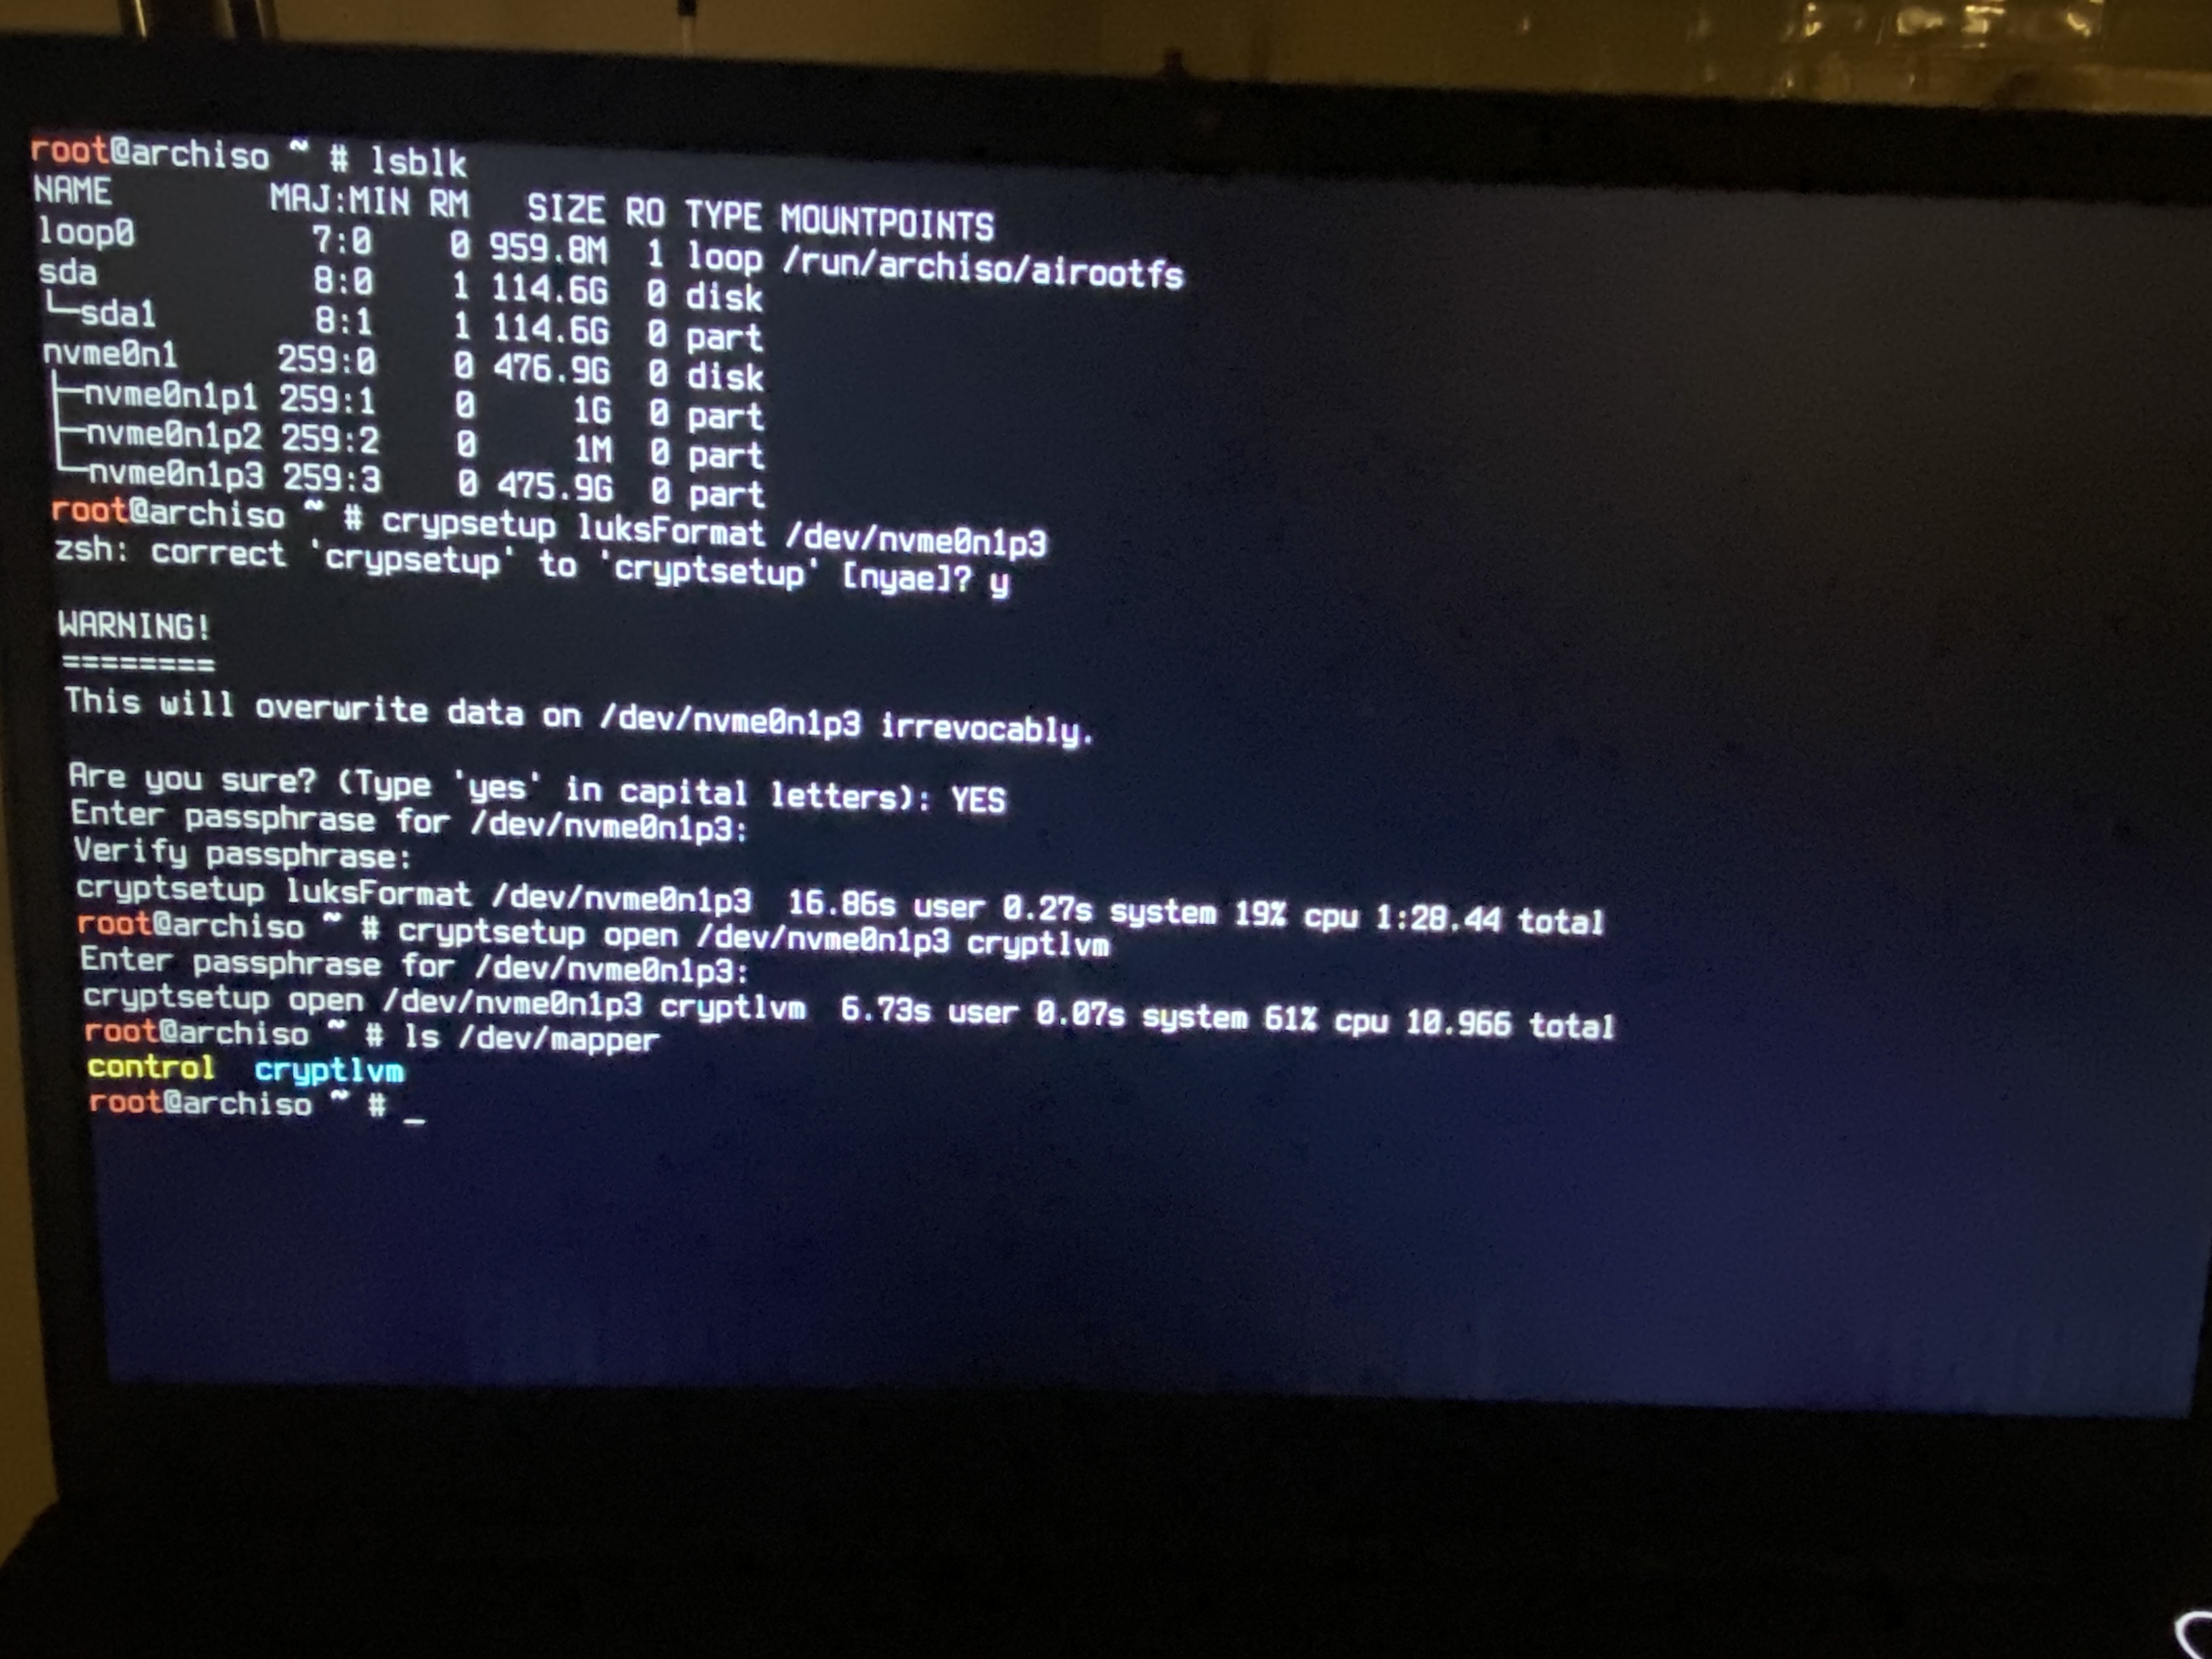 root@archiso ~ # lsblk
NAME        MAJ:MIN RM   SIZE RO TYPE MOUNTPOINTS
loop0         7:0    0 959.8M  1 loop /run/archiso/airootfs
sda           8:0    1 114.6G  0 disk
└─sda1        8:1    1 114.6G  0 part
nvme0n1     259:0    0 476.9G  0 disk
├─nvme0n1p1 259:1    0     1G  0 part
├─nvme0n1p2 259:2    0     1M  0 part
└─nvme0n1p3 259:3    0 475.9G  0 part
root@archiso ~ # crypsetup luksFormat /dev/nvme0n1p3
zsh: correct 'crypsetup' to 'cryptsetup' [nyae]? y
WARNING!
========
This will overwrite data on /dev/nvme0n1p3 irrevocably.
Are you sure? (Type 'yes' in capital letters): YES
Enter passphrase for /dev/nvme0n1p3:
Verify passphrase:
cryptsetup luksFormat /dev/nvme0n1p3  16.86s user 0.27s system 19% cpu 1:28.44 total
root@archiso ~ # cryptsetup open /dev/nvme0n1p3 cryptlvm
Enter passphrase for /dev/nvme0n1p3:
cryptsetup open /dev/nvme0n1p3 cryptlvm  6.73s user 0.07s system 61% cpu 10.966 total
root@archiso ~ # ls /dev/mapper
control  cryptlvm
root@archiso ~ # _